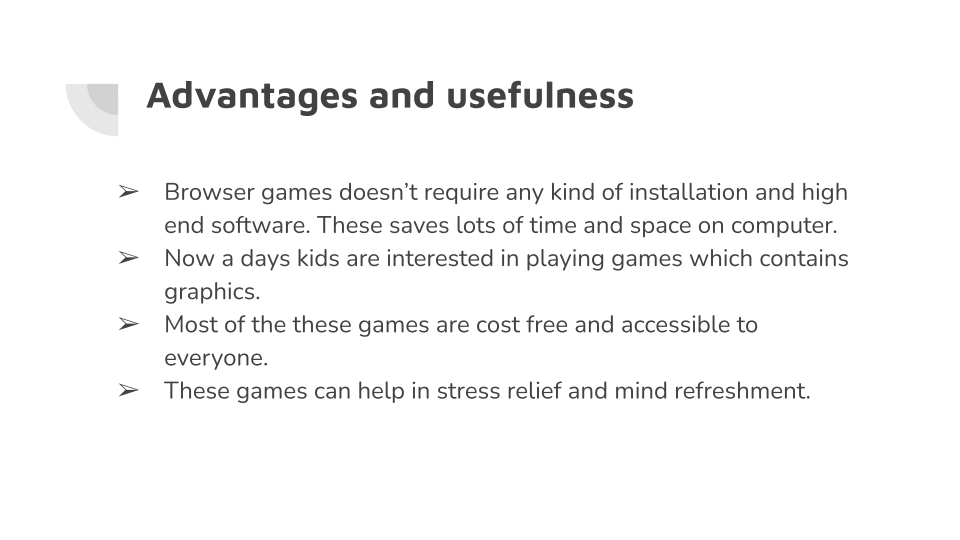 Advantages and usefulness
➢ Browser games doesn’t require any kind of installation and high
end software. These saves lots of time and space on computer.
➢ Now a days kids are interested in playing games which contains
graphics.
➢ Most of the these games are cost free and accessible to
everyone.
➢ These games can help in stress relief and mind refreshment.